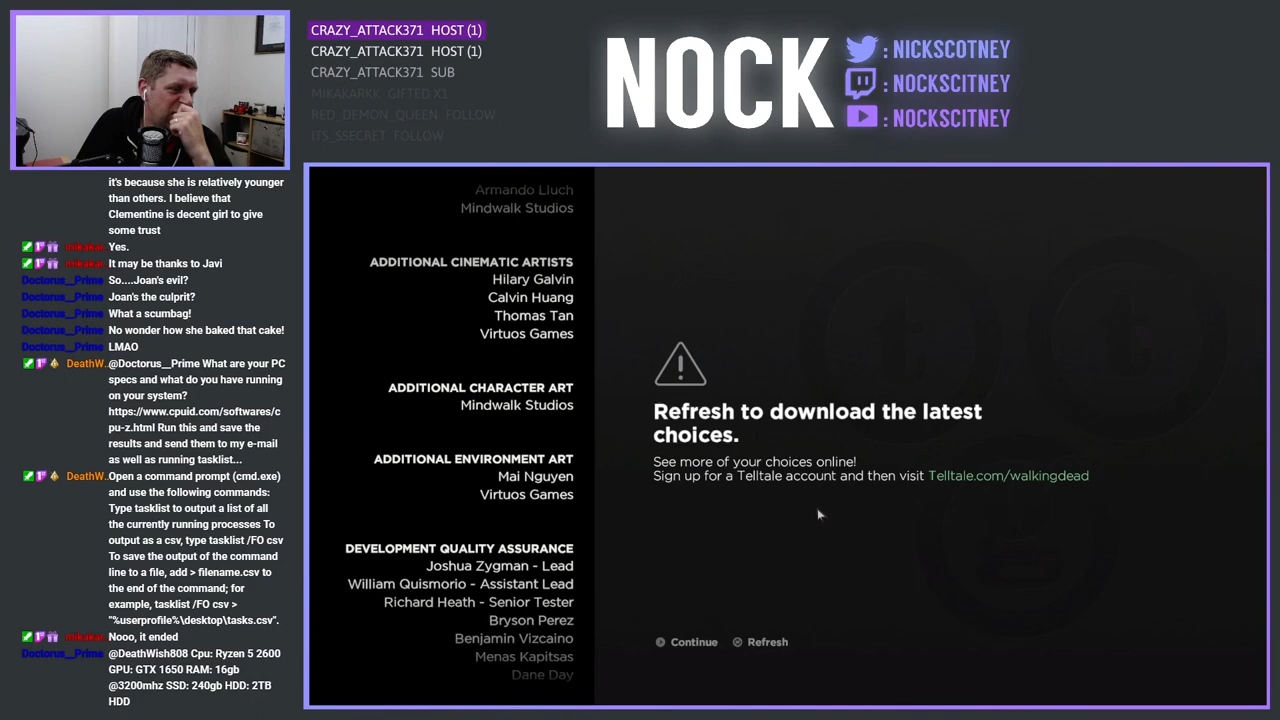 CRAZY_ATTACK371 HOST (1)
CRAZY_ATTACK371 HOST (1)
CRAZY_ATTACK371 SUB
MIKAKARKK GIFTED X1
RED_DEMON_QUEEN FOLLOW
ITS_SSECRET FOLLOW
NOCK
: NICKSCOTNEY
: NOCKSCITNEY
: NOCKSCITNEY
it's because she is relatively younger
than others. I believe that
Clementine is decent girl to give
some trust
mikakar. Yes.
mikakar. It may be thanks to Javi
Doctorus__Prime So....Joan's evil?
Doctorus__Prime Joan's the culprit?
Doctorus__Prime What a scumbag!
Doctorus__Prime No wonder how she baked that cake!
Doctorus__Prime LMAO
DeathW.. @Doctorus__Prime What are your PC
specs and what do you have running
on your system?
https://www.cpuid.com/softwares/c
pu-z.html Run this and save the
results and send them to my e-mail
as well as running tasklist...
DeathW.. Open a command prompt (cmd.exe)
and use the following commands:
Type tasklist to output a list of all
the currently running processes To
output as a csv, type tasklist /FO csv
To save the output of the command
line to a file, add > filename.csv to
the end of the command; for
example, tasklist /FO csv >
"%userprofile%\desktop\tasks.csv".
mikakar. Nooo, it ended
Doctorus__Prime @DeathWish808 Cpu: Ryzen 5 2600
GPU: GTX 1650 RAM: 16gb
@3200mhz SSD: 240gb HDD: 2TB
HDD
Armando Lluch
Mindwalk Studios
ADDITIONAL CINEMATIC ARTISTS
Hilary Galvin
Calvin Huang
Thomas Tan
Virtuos Games
ADDITIONAL CHARACTER ART
Mindwalk Studios
ADDITIONAL ENVIRONMENT ART
Mai Nguyen
Virtuos Games
DEVELOPMENT QUALITY ASSURANCE
Joshua Zygman - Lead
William Quismorio - Assistant Lead
Richard Heath - Senior Tester
Bryson Perez
Benjamin Vizcaino
Menas Kapitsas
Dane Day
Refresh to download the latest
choices.
See more of your choices online!
Sign up for a Telltale account and then visit Telltale.com/walkingdead
Continue Refresh